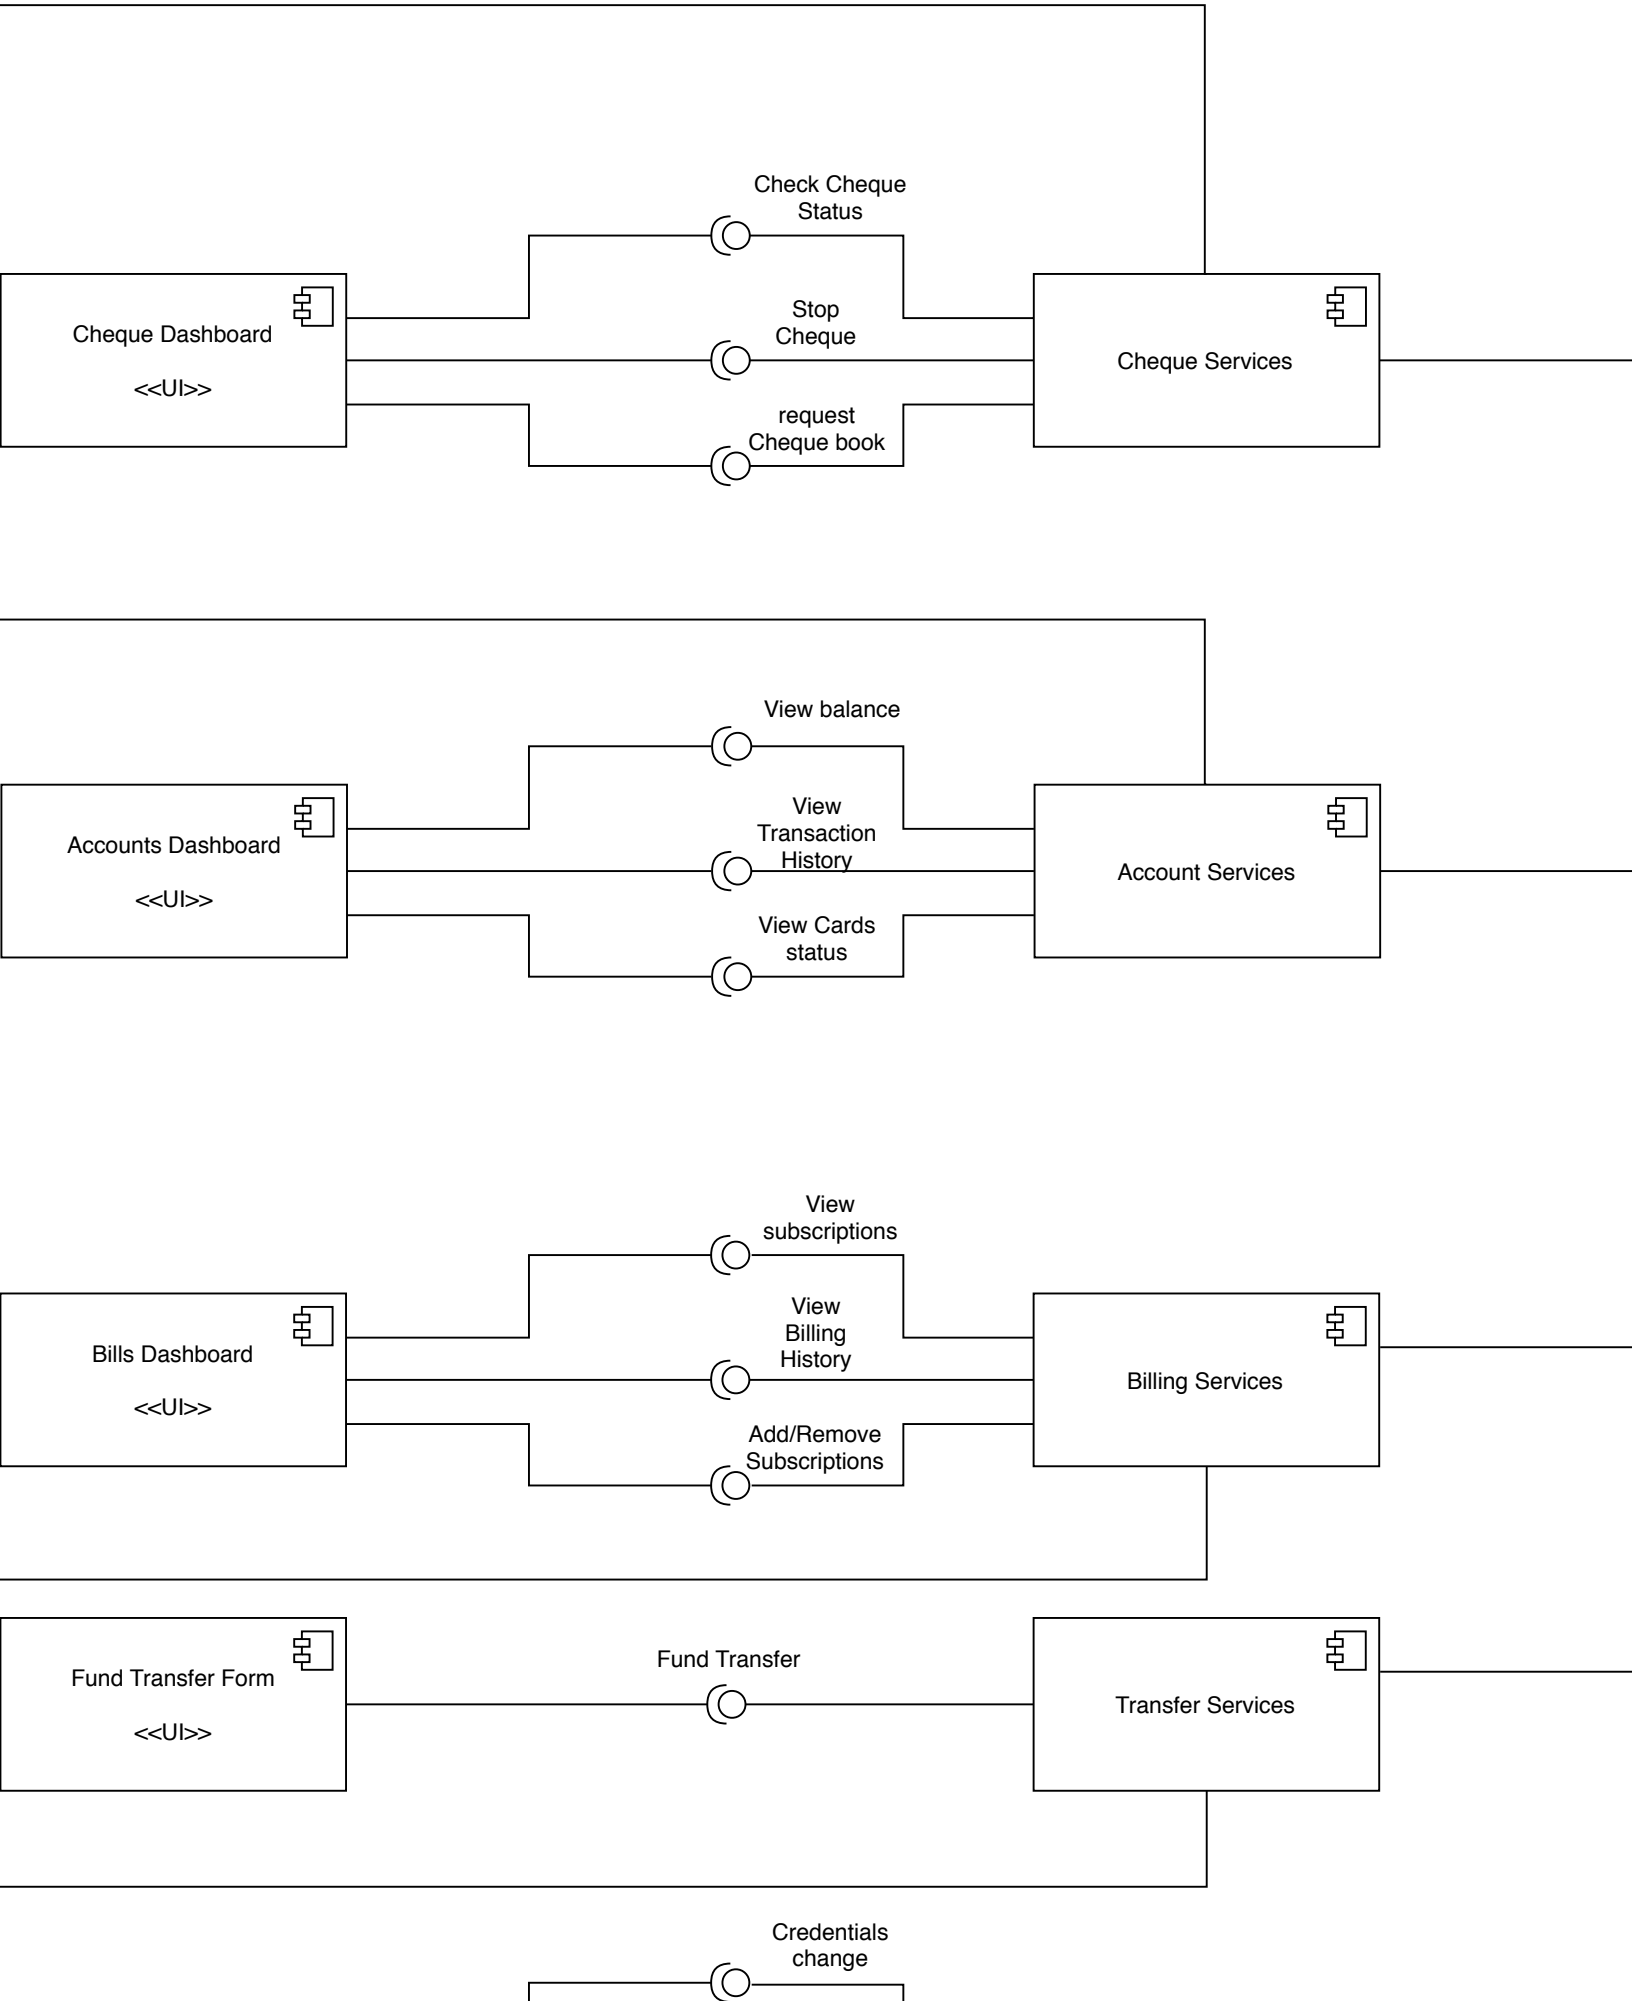 Check Cheque
Status
Cheque Dashboard
<<UI>>
Stop
Cheque
Cheque Services
request
Cheque book
View balance
Accounts Dashboard
<<UI>>
View
Transaction
History
Account Services
View Cards
status
View
subscriptions
Bills Dashboard
<<UI>>
View
Billing
History
Billing Services
Add/Remove
Subscriptions
Fund Transfer Form
<<UI>>
Fund Transfer
Transfer Services
Credentials
change